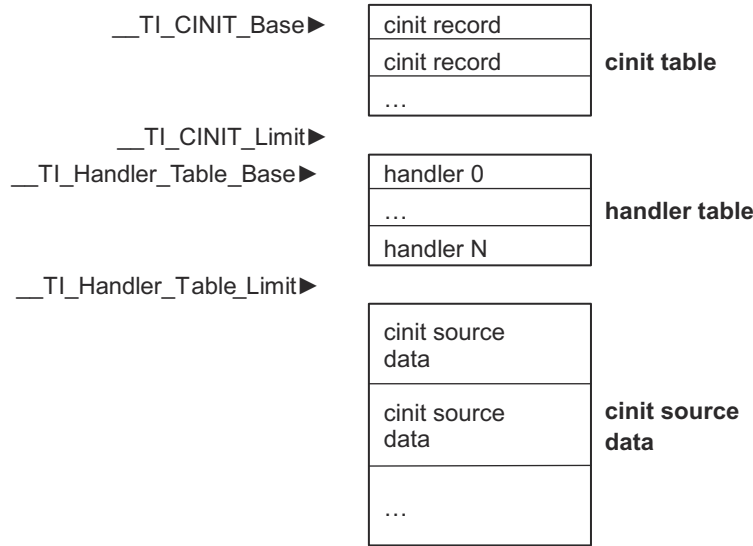 __TI_CINIT_Base► cinit record
cinit record cinit table
…
__TI_CINIT_Limit►
__TI_Handler_Table_Base► handler 0
… handler table
handler N
__TI_Handler_Table_Limit►
cinit source
data
cinit source cinit source
data data
…